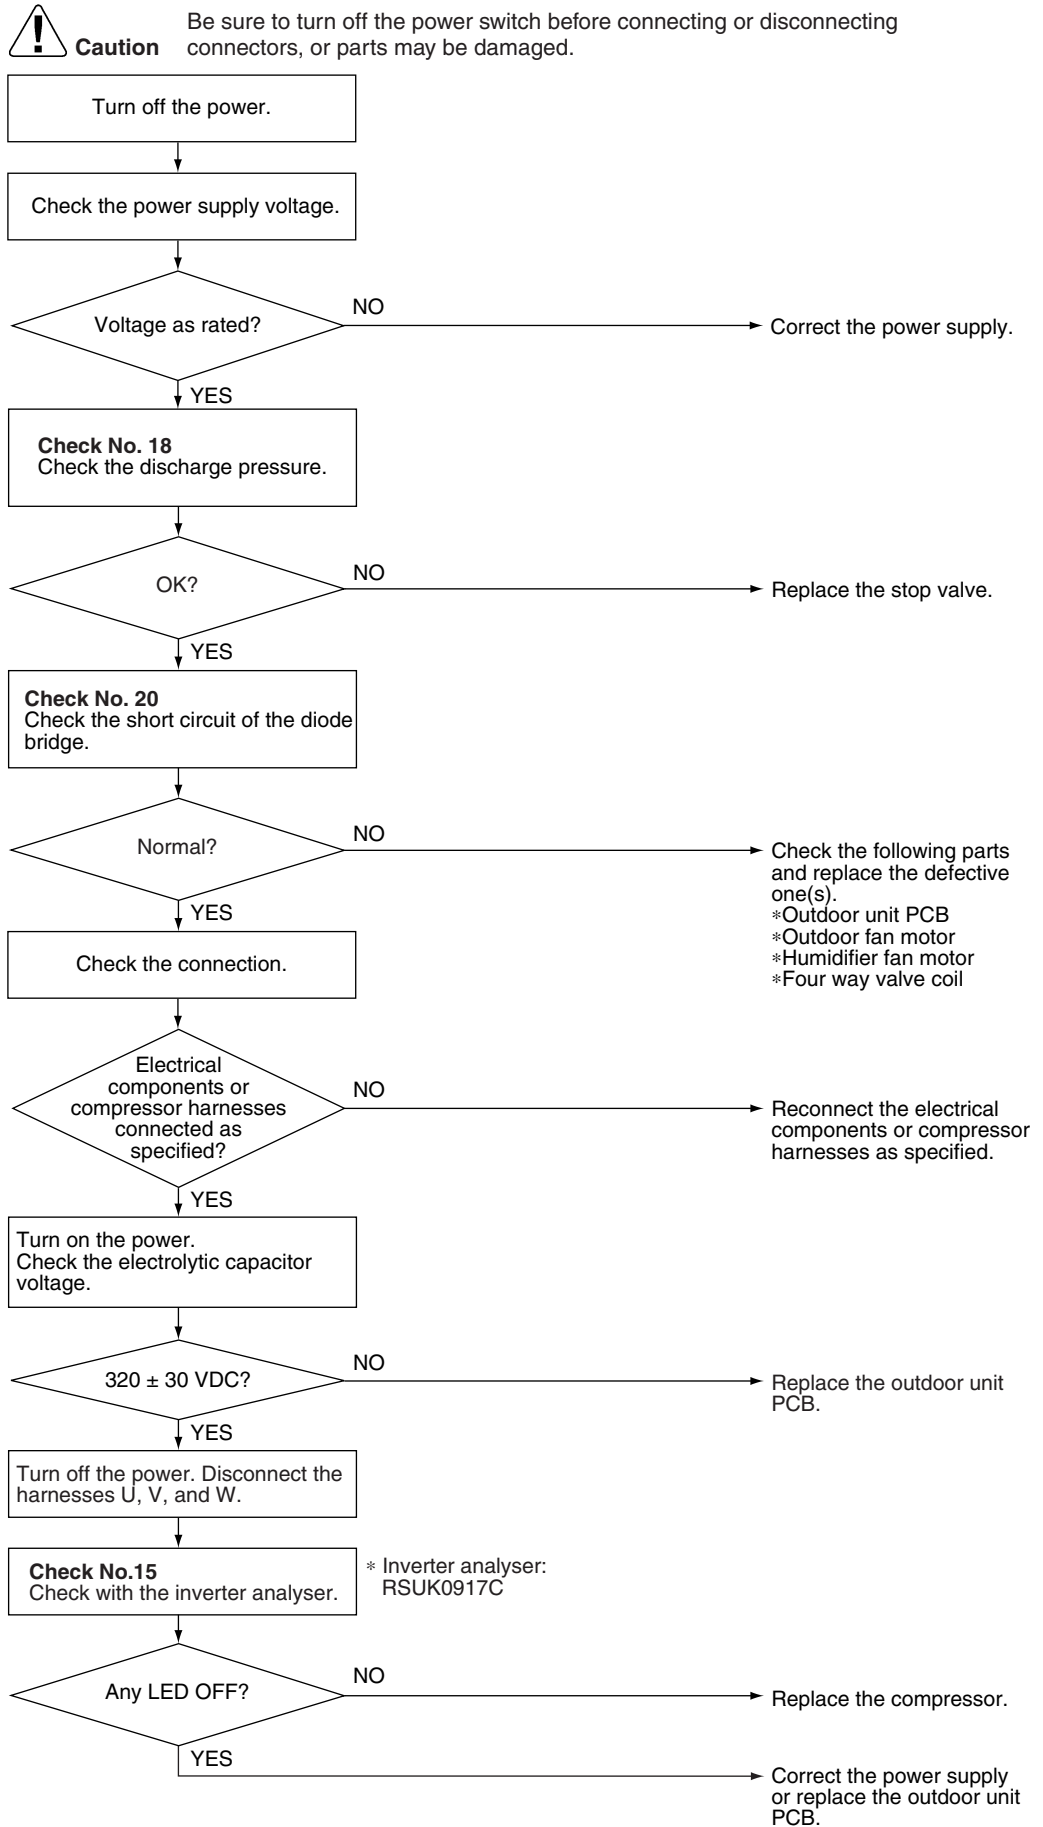 Be sure to turn off the power switch before connecting or disconnecting
Caution connectors, or parts may be damaged.
Turn off the power.
Check the power supply voltage.
Voltage as rated?
NO
Correct the power supply.
YES
Check No. 18
Check the discharge pressure.
OK?
NO
Replace the stop valve.
YES
Check No. 20
Check the short circuit of the diode
bridge.
Normal?
NO
Check the following parts
and replace the defective
one(s).
*Outdoor unit PCB
*Outdoor fan motor
*Humidifier fan motor
*Four way valve coil
YES
Check the connection.
Electrical
components or
compressor harnesses
connected as
specified?
NO
Reconnect the electrical
components or compressor
harnesses as specified.
YES
Turn on the power.
Check the electrolytic capacitor
voltage.
320 ± 30 VDC?
NO
Replace the outdoor unit
PCB.
YES
Turn off the power. Disconnect the
harnesses U, V, and W.
Check No.15
Check with the inverter analyser.
* Inverter analyser:
RSUK0917C
Any LED OFF?
NO
Replace the compressor.
YES
Correct the power supply
or replace the outdoor unit
PCB.